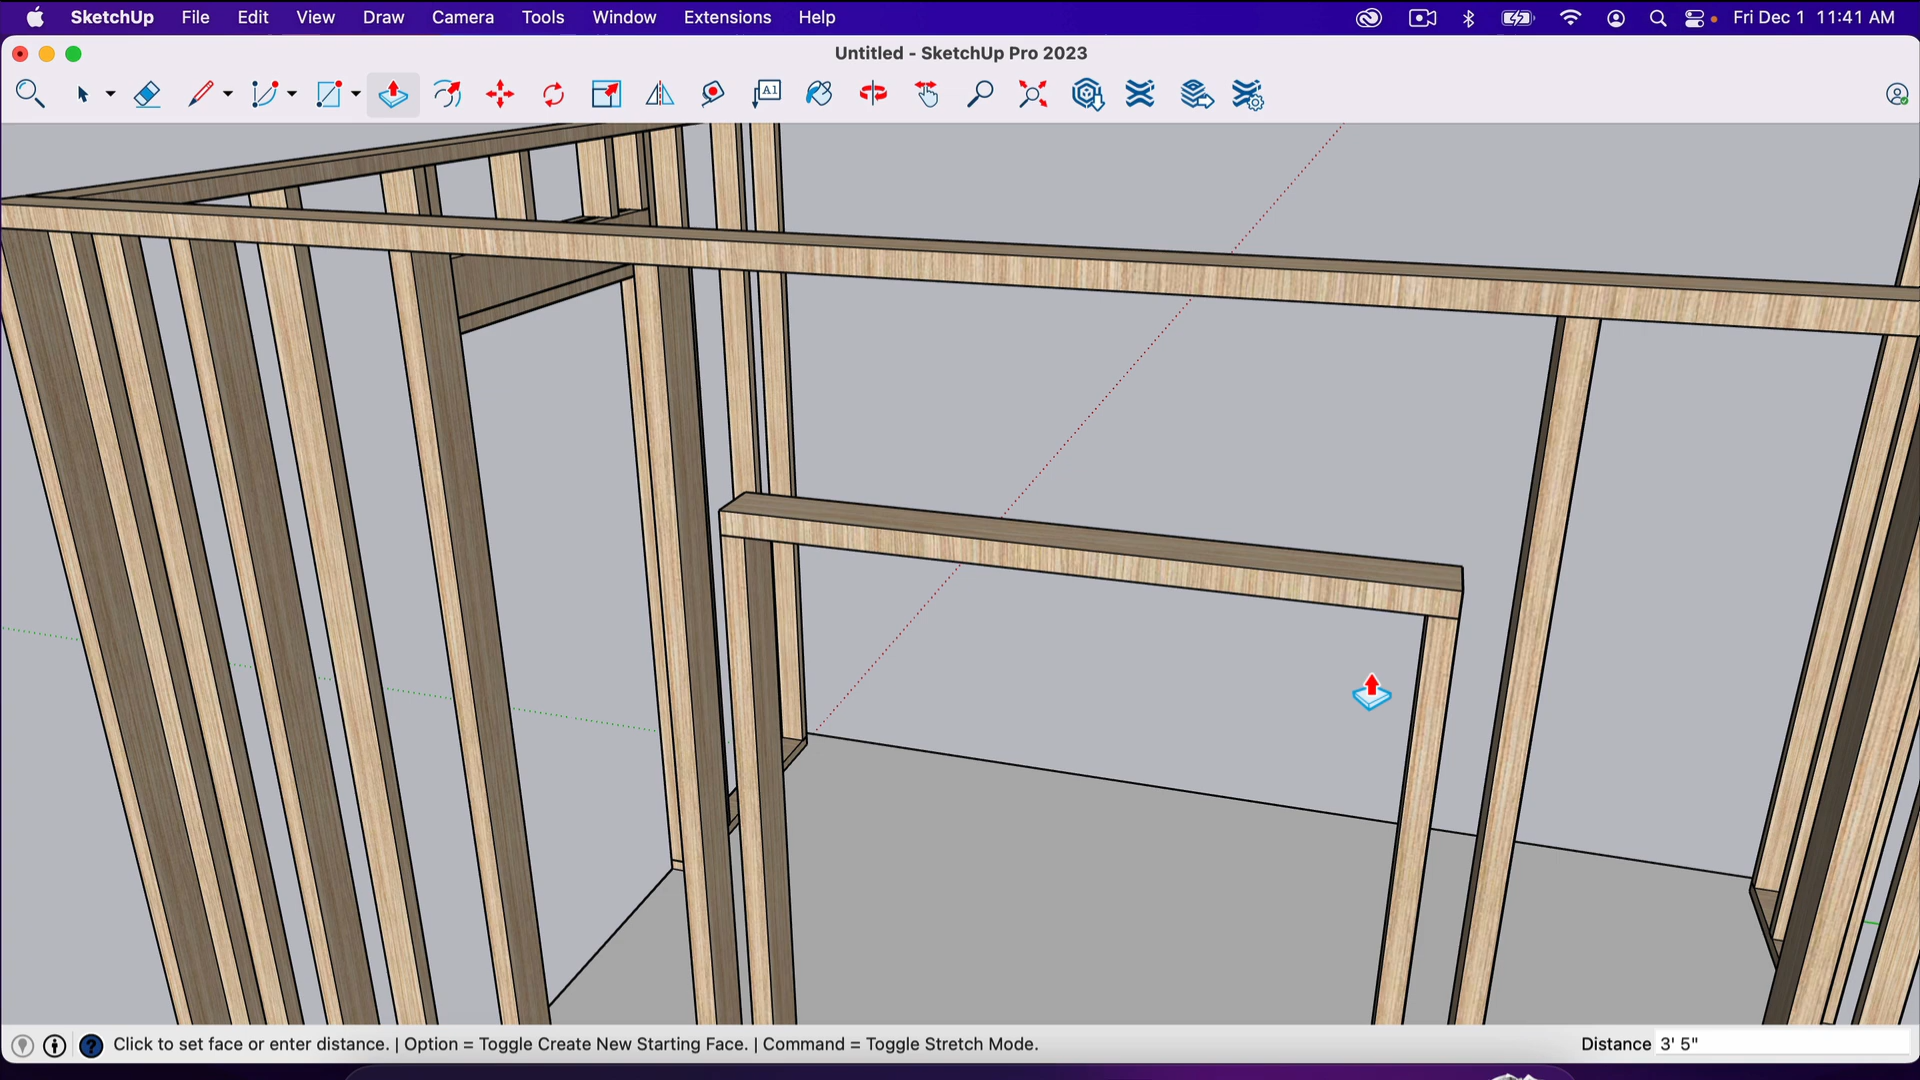 SketchUp File Edit View Draw Camera Tools Window Extensions Help Fri Dec 1 11:41 AM
Untitled - SketchUp Pro 2023
A1
Click to set face or enter distance. | Option = Toggle Create New Starting Face. | Command = Toggle Stretch Mode. Distance 3' 5"